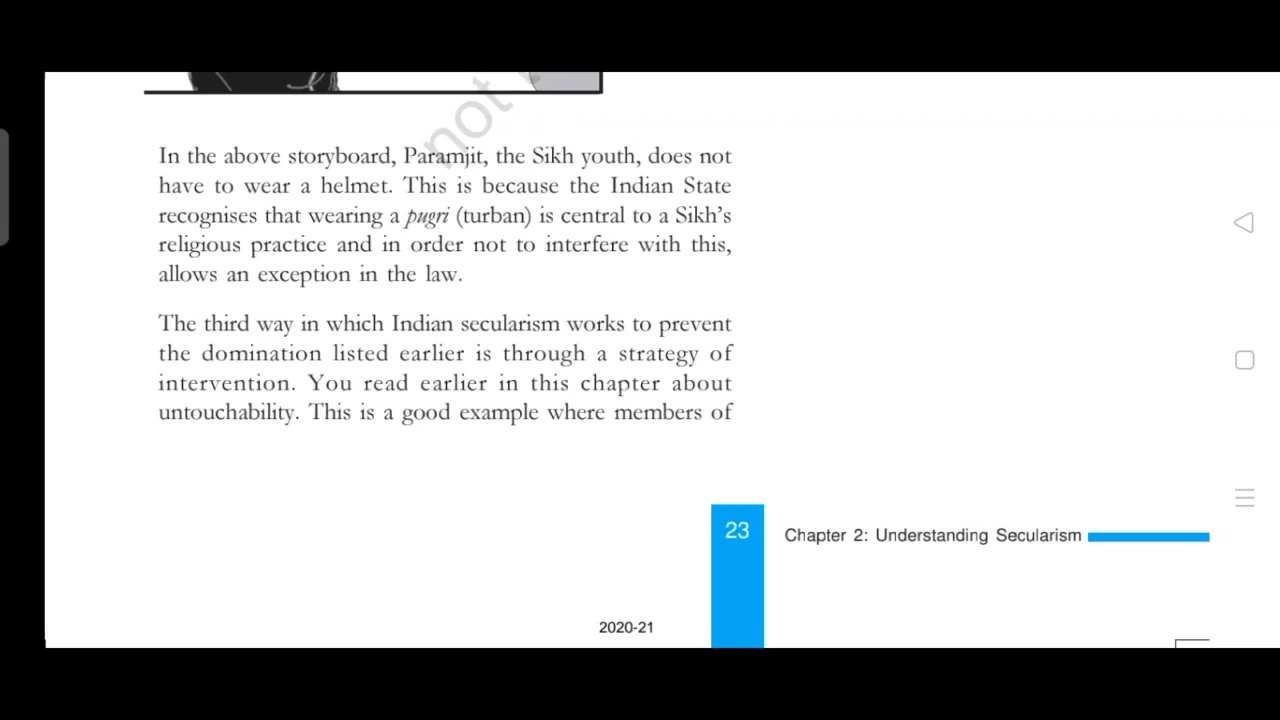 not
In the above storyboard, Paramjit, the Sikh youth, does not
have to wear a helmet. This is because the Indian State
recognises that wearing a pugri (turban) is central to a Sikh's
religious practice and in order not to interfere with this,
allows an exception in the law.
The third way in which Indian secularism works to prevent
the domination listed earlier is through a strategy of
intervention. You read earlier in this chapter about
untouchability. This is a good example where members of
23
Chapter 2: Understanding Secularism
2020-21